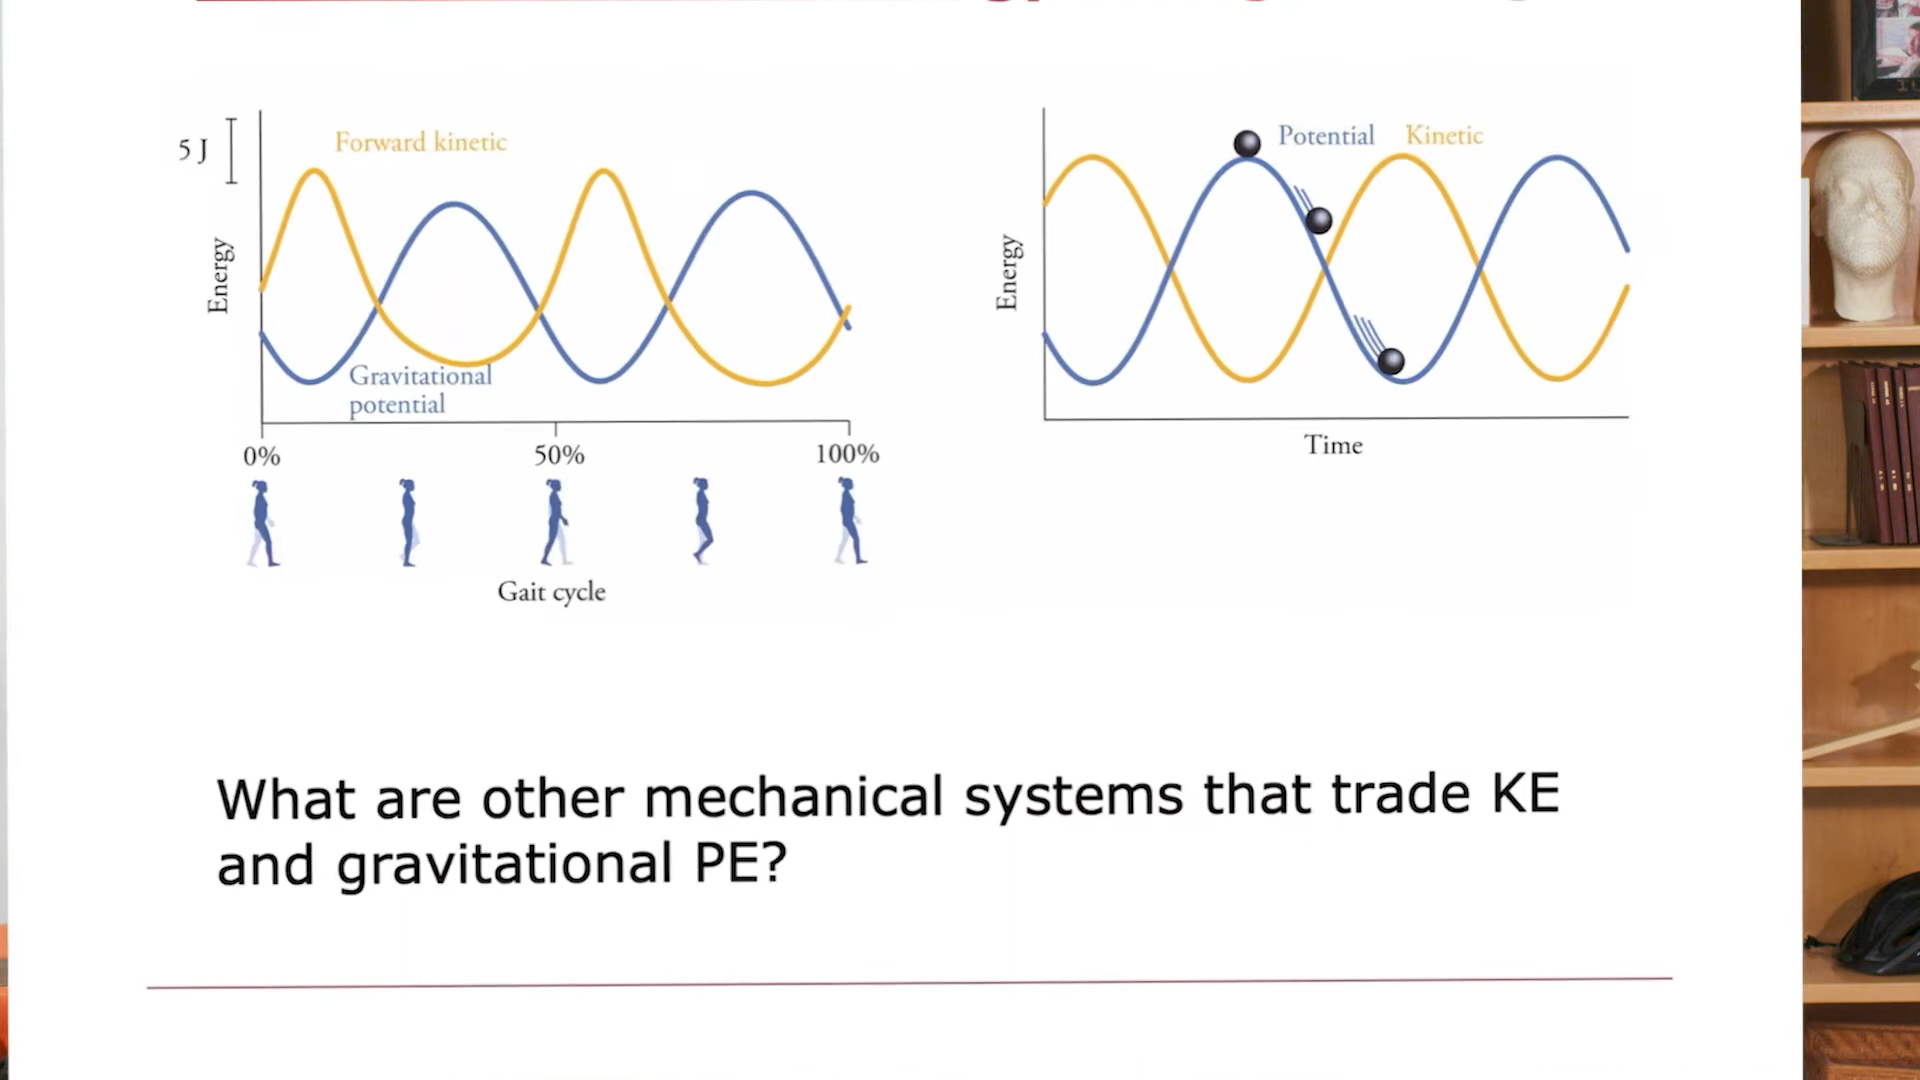 5 J
Forward kinetic
Energy
Gravitational
potential
0%
50%
100%
Gait cycle
Potential
Kinetic
Energy
Time
What are other mechanical systems that trade KE
and gravitational PE?